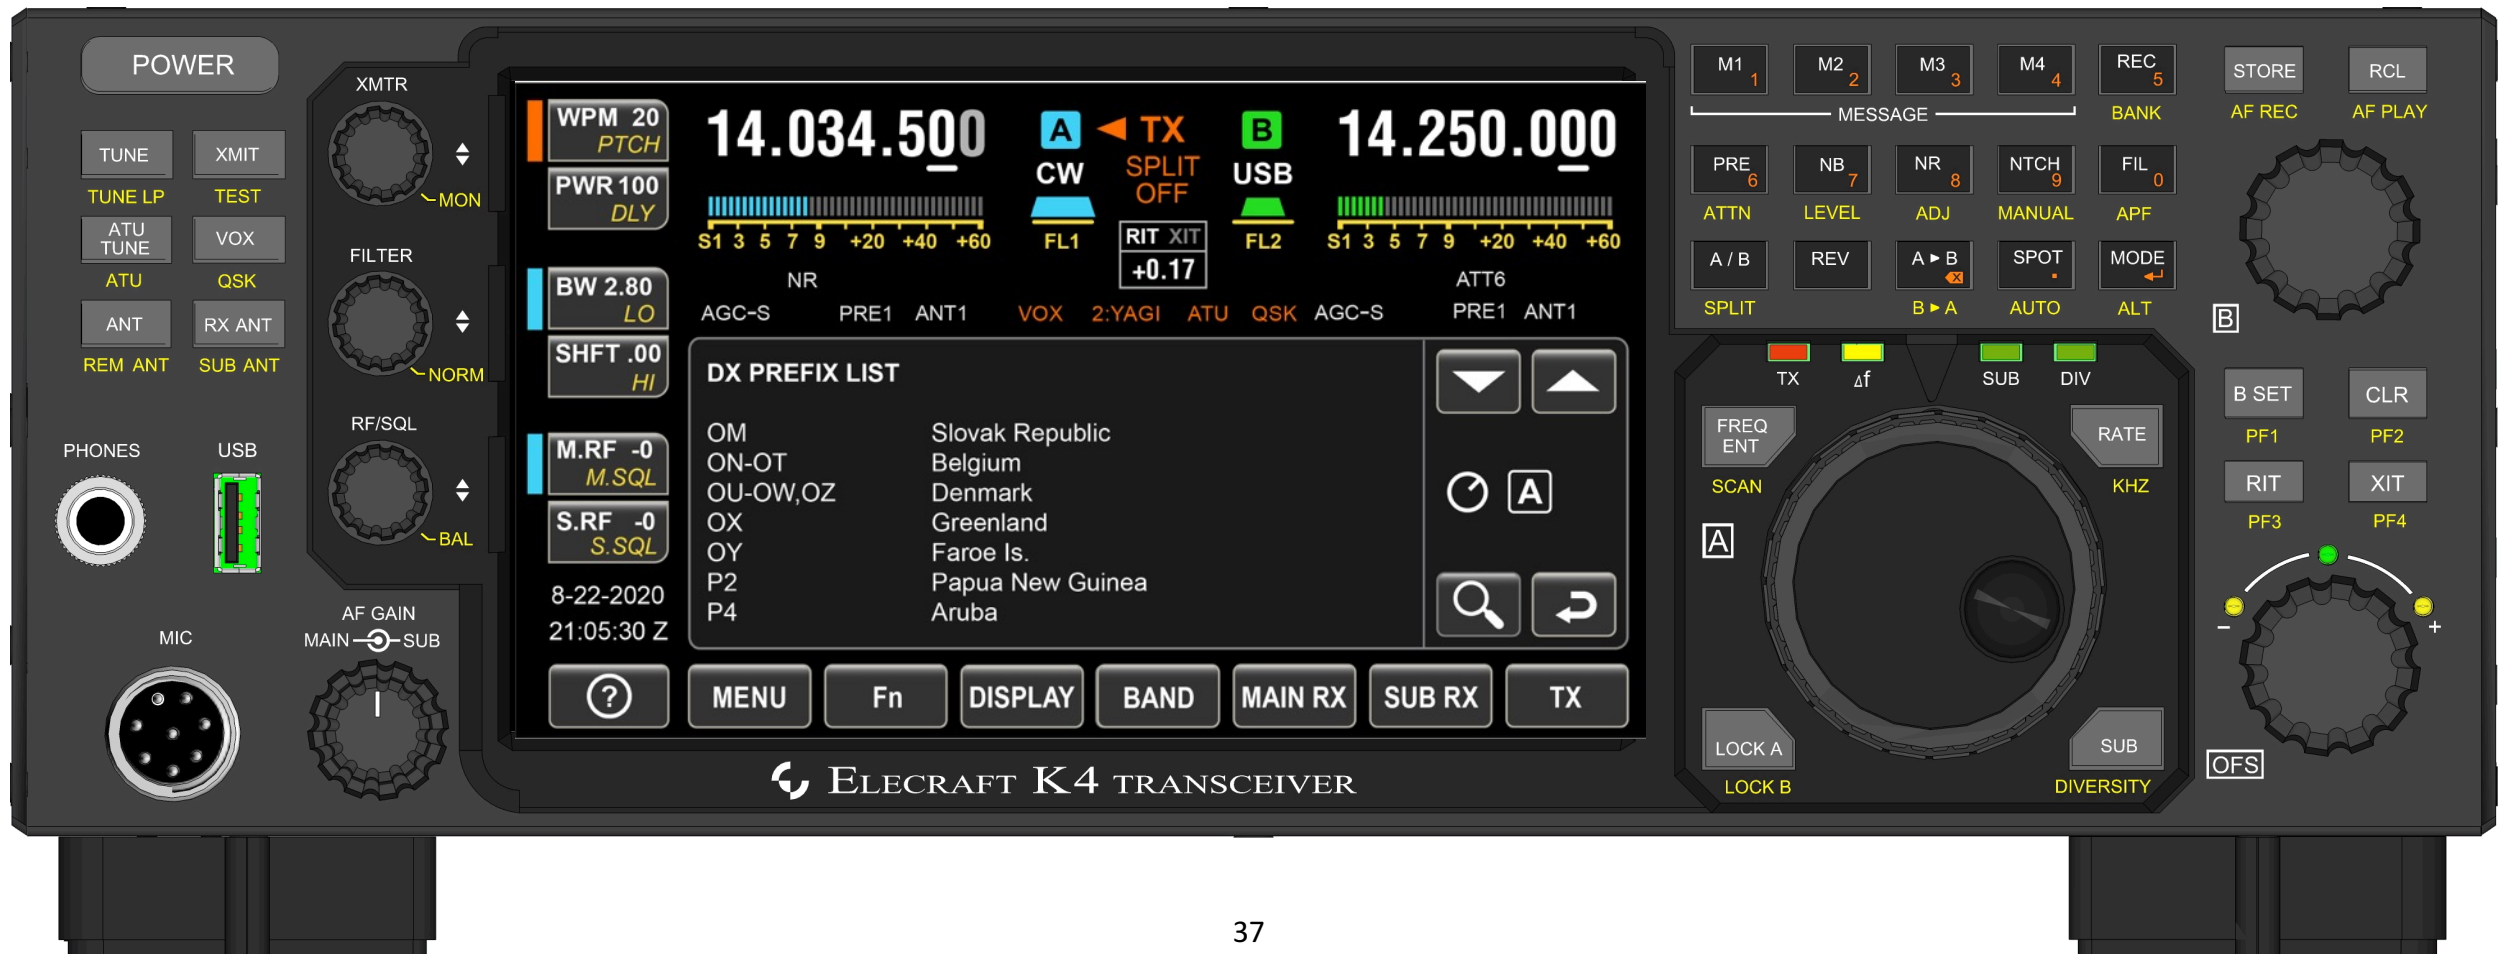 POWER
TUNE XMIT
TUNE LP TEST
ATU TUNE VOX
ATU QSK
ANT RX ANT
REM ANT SUB ANT
PHONES USB
MIC
XMTR
MON
FILTER
NORM
RF/SQL
BAL
AF GAIN
MAIN SUB
WPM 20
PTCH
PWR 100
DLY
BW 2.80
LO
SHFT .00
HI
M.RF -0
M.SQL
S.RF -0
S.SQL
8-22-2020
21:05:30 Z
14.034.500 A TX B 14.250.000
CW SPLIT USB
OFF
S1 3 5 7 9 +20 +40 +60 FL1 RIT XIT FL2 S1 3 5 7 9 +20 +40 +60
+0.17
NR ATT6
AGC-S PRE1 ANT1 VOX 2:YAGI ATU QSK AGC-S PRE1 ANT1
DX PREFIX LIST
OM Slovak Republic
ON-OT Belgium
OU-OW,OZ Denmark
OX Greenland
OY Faroe Is.
P2 Papua New Guinea
P4 Aruba
A
? MENU Fn DISPLAY BAND MAIN RX SUB RX TX
ELECRAFT K4 TRANSCEIVER
M1 1 M2 2 M3 3 M4 4 REC 5
MESSAGE BANK
PRE 6 NB 7 NR 8 NTCH 9 FIL 0
ATTN LEVEL ADJ MANUAL APF
A / B REV A ▸ B SPOT . MODE
SPLIT B ▸ A AUTO ALT
TX Δf SUB DIV
FREQ ENT RATE
SCAN KHZ
A
LOCK A SUB
LOCK B DIVERSITY
STORE RCL
AF REC AF PLAY
B
B SET CLR
PF1 PF2
RIT XIT
PF3 PF4
− +
OFS
37